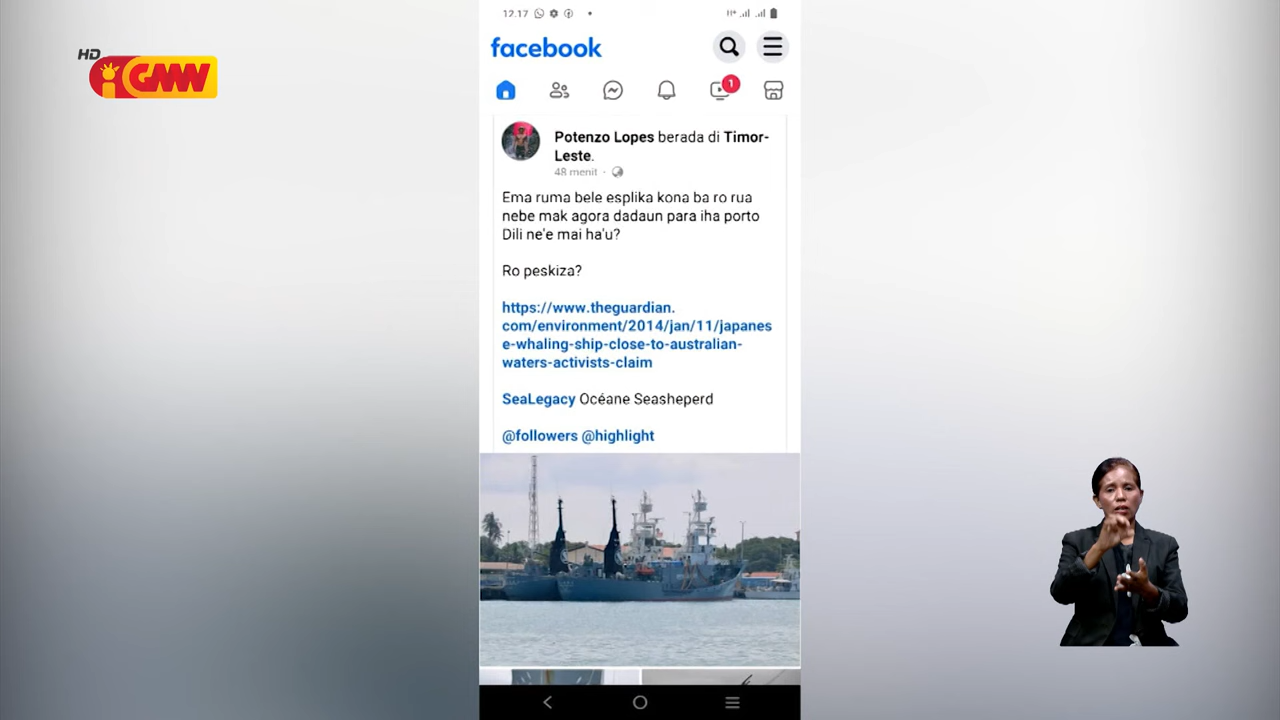 HD
GMW
12.17
H+
facebook
1
Potenzo Lopes berada di Timor-
Leste.
48 menit ·
Ema ruma bele esplika kona ba ro rua
nebe mak agora dadaun para iha porto
Dili ne'e mai ha'u?
Ro peskiza?
https://www.theguardian.
com/environment/2014/jan/11/japanes
e-whaling-ship-close-to-australian-
waters-activists-claim
SeaLegacy Océane Seasheperd
@followers @highlight